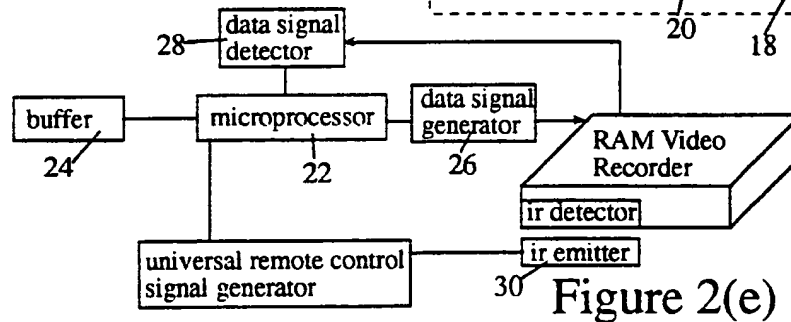 20
18
28
data signal
detector
buffer
24
microprocessor
22
data signal
generator
26
RAM Video
Recorder
ir detector
universal remote control
signal generator
ir emitter
30
Figure 2(e)